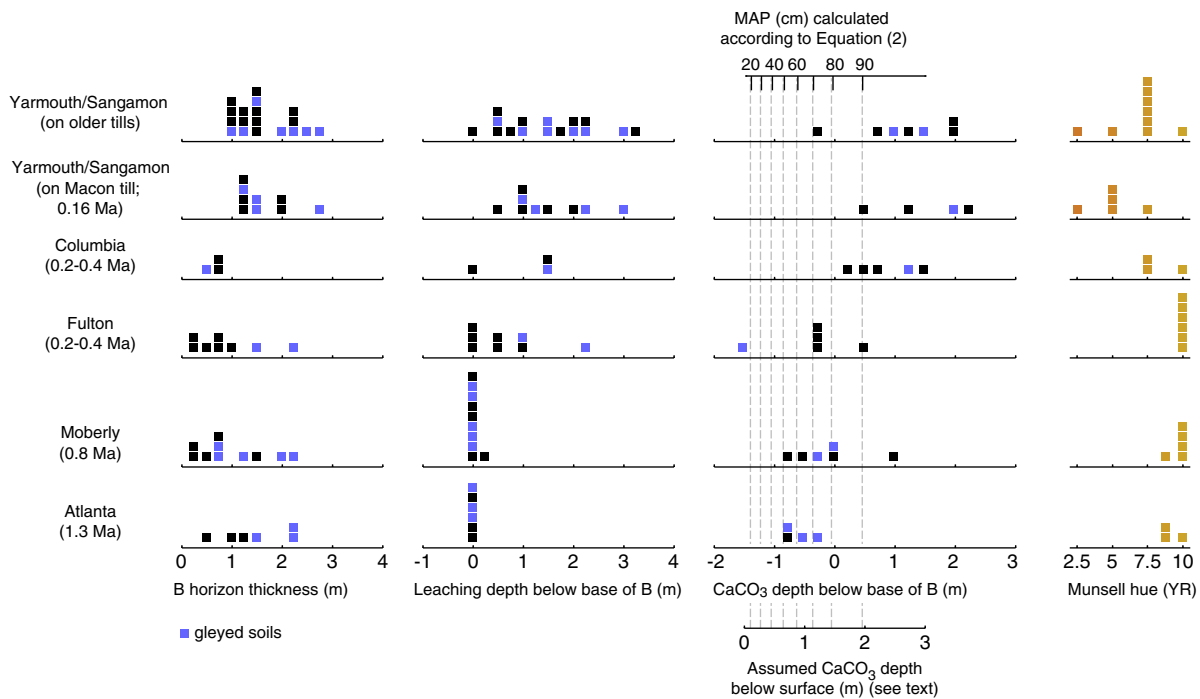 MAP (cm) calculated
according to Equation (2)
20 40 60 80 90
Yarmouth/Sangamon
(on older tills)
Yarmouth/Sangamon
(on Macon till;
0.16 Ma)
Columbia
(0.2-0.4 Ma)
Fulton
(0.2-0.4 Ma)
Moberly
(0.8 Ma)
Atlanta
(1.3 Ma)
0 1 2 3 4
B horizon thickness (m)
-1 0 1 2 3 4
Leaching depth below base of B (m)
-2 -1 0 1 2 3
CaCO3 depth below base of B (m)
2.5 5 7.5 10
Munsell hue (YR)
gleyed soils
0 1 2 3
Assumed CaCO3 depth
below surface (m) (see text)